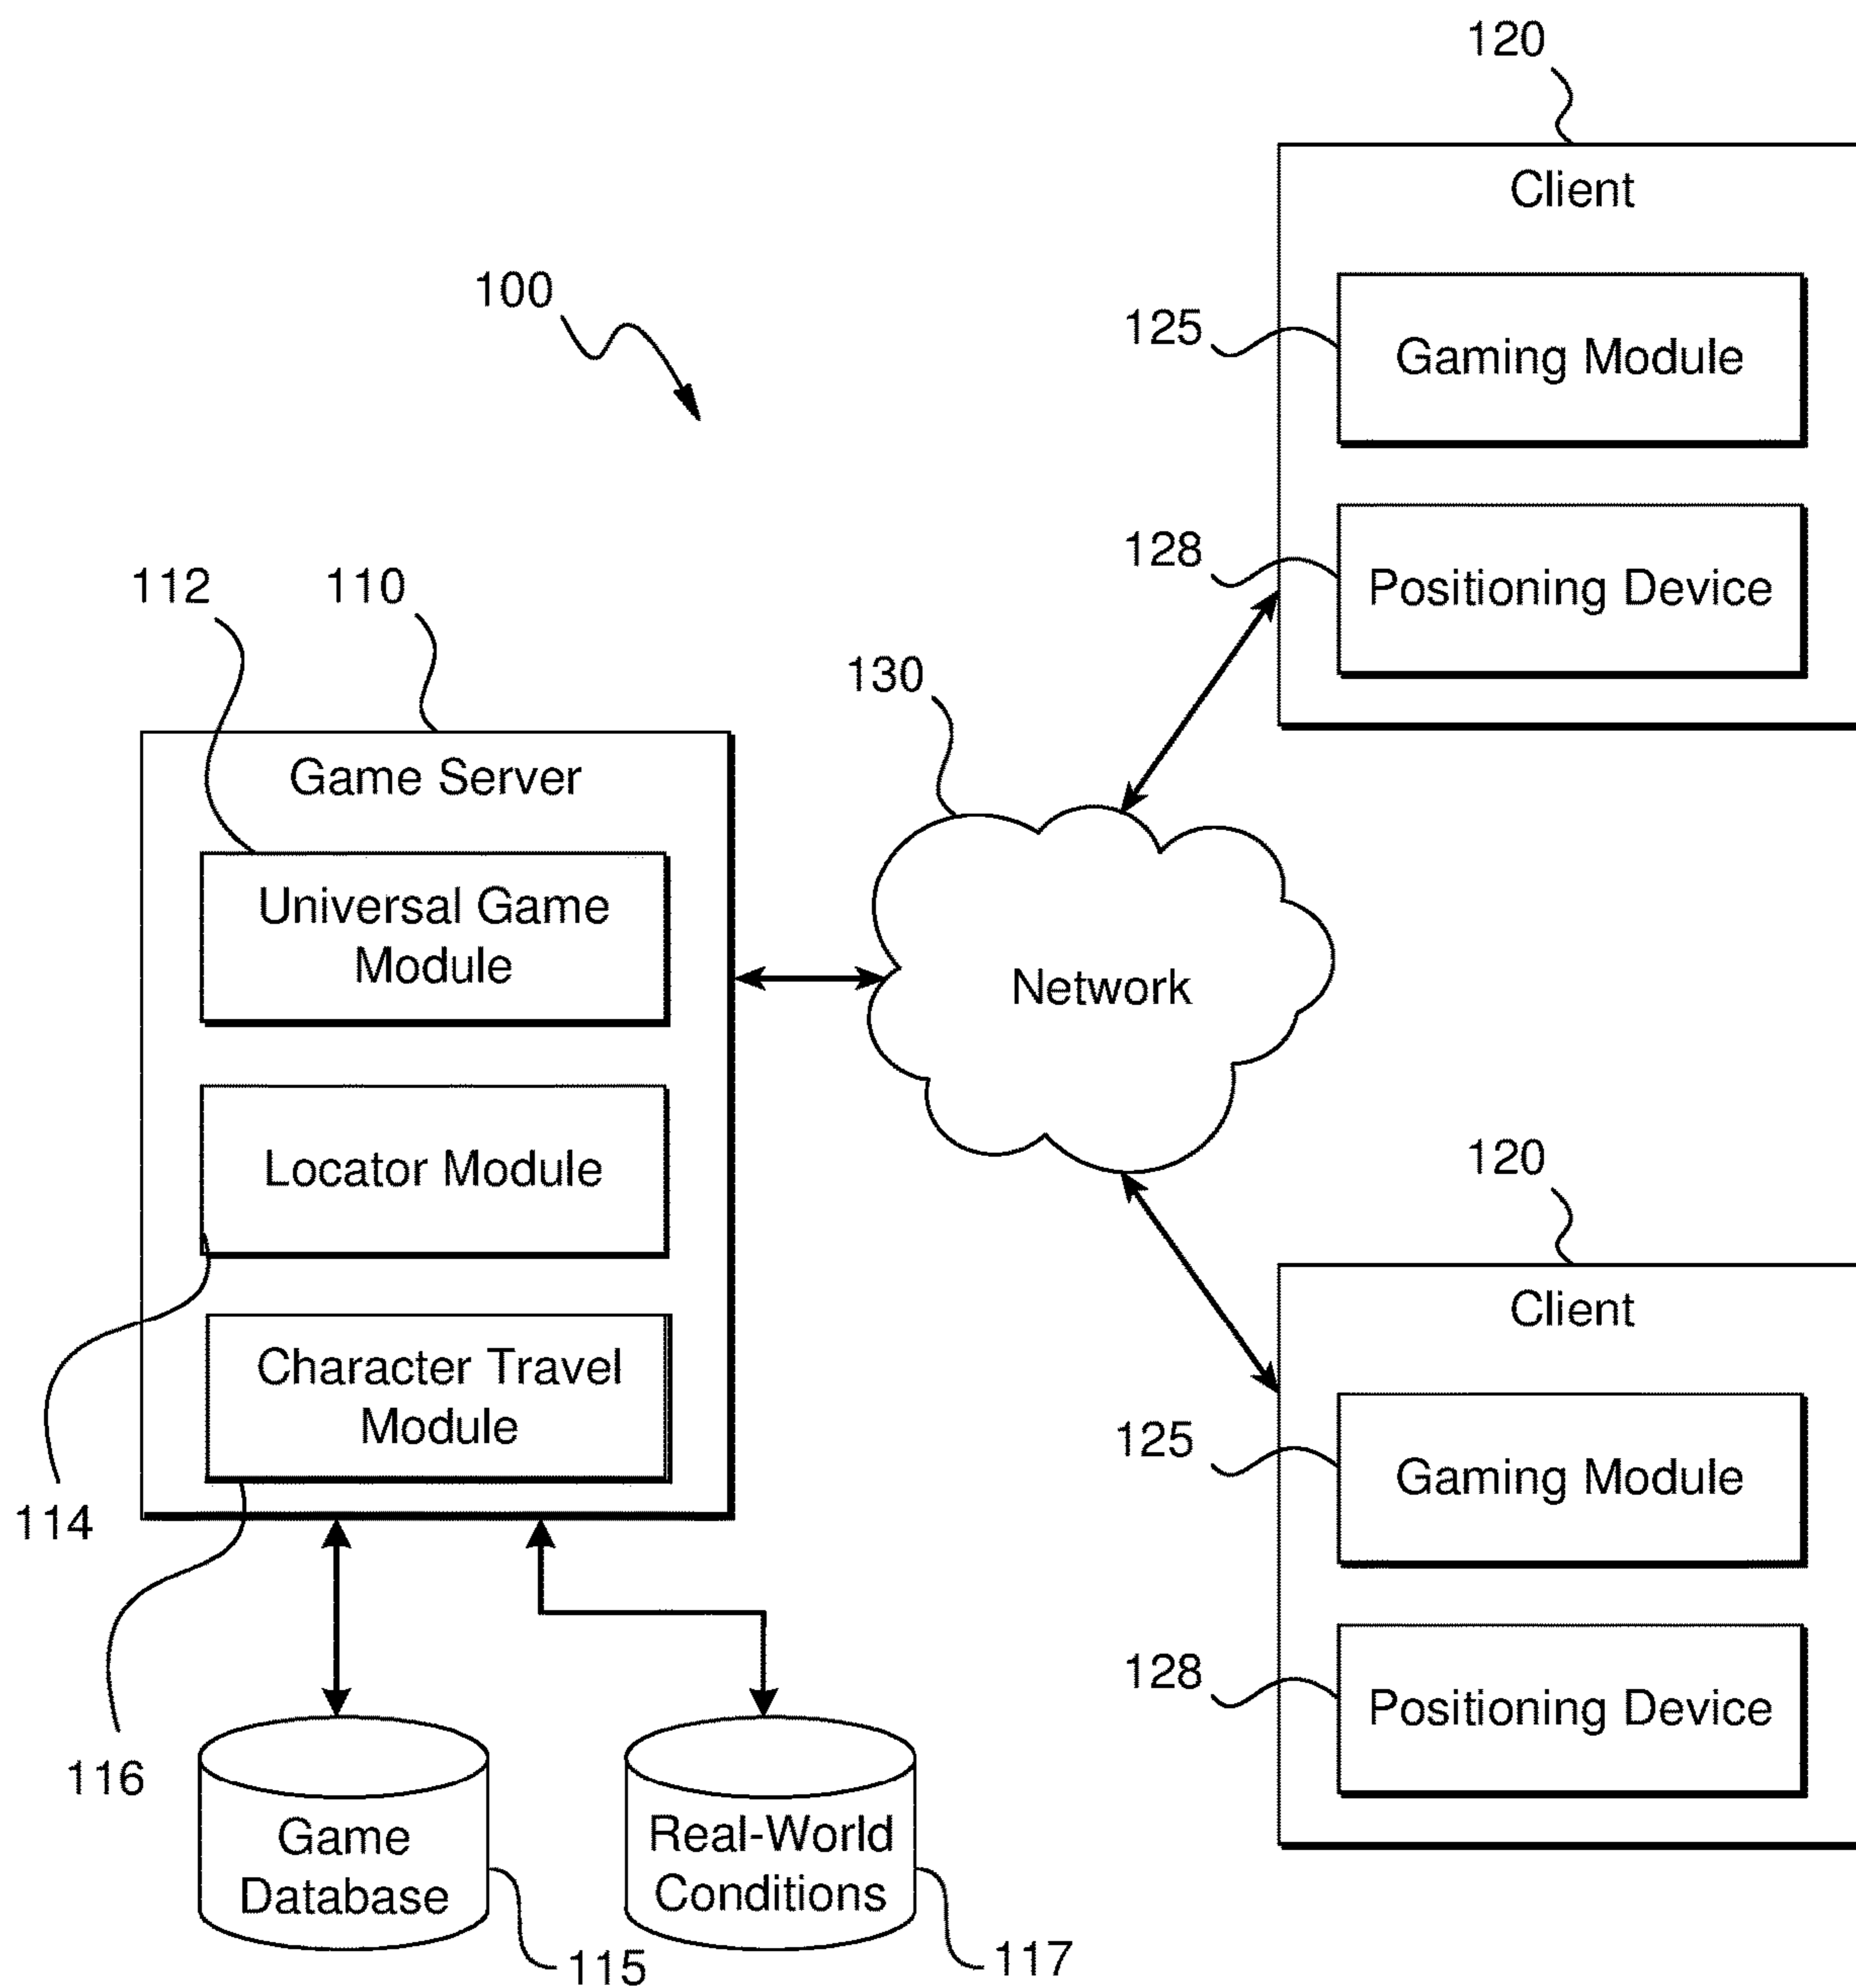 120
Client
100
125
Gaming Module
128
Positioning Device
112
110
130
Game Server
Universal Game
Module
Network
Locator Module
120
Client
Character Travel
Module
125
Gaming Module
114
128
Positioning Device
116
Game
Database
Real-World
Conditions
115
117